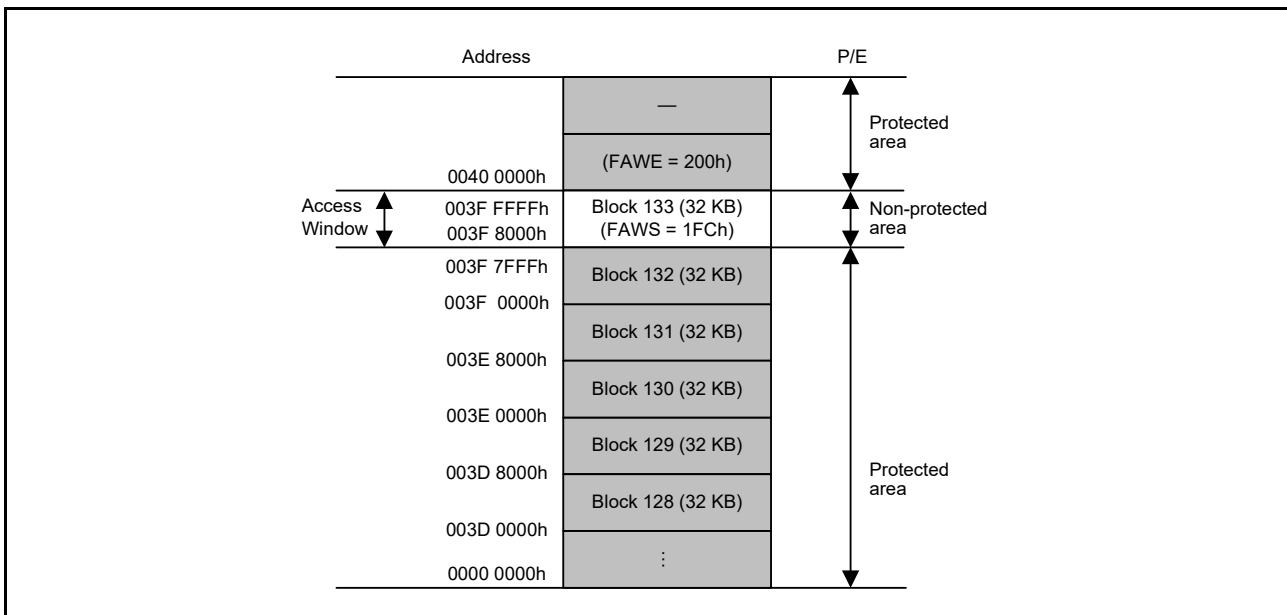 Address
P/E
—
Protected
area
(FAWE = 200h)
0040 0000h
Access
Window
003F FFFFh
003F 8000h
Block 133 (32 KB)
(FAWS = 1FCh)
Non-protected
area
003F 7FFFh
Block 132 (32 KB)
003F 0000h
Block 131 (32 KB)
003E 8000h
Block 130 (32 KB)
003E 0000h
Block 129 (32 KB)
003D 8000h
Protected
area
Block 128 (32 KB)
003D 0000h
⋮
0000 0000h